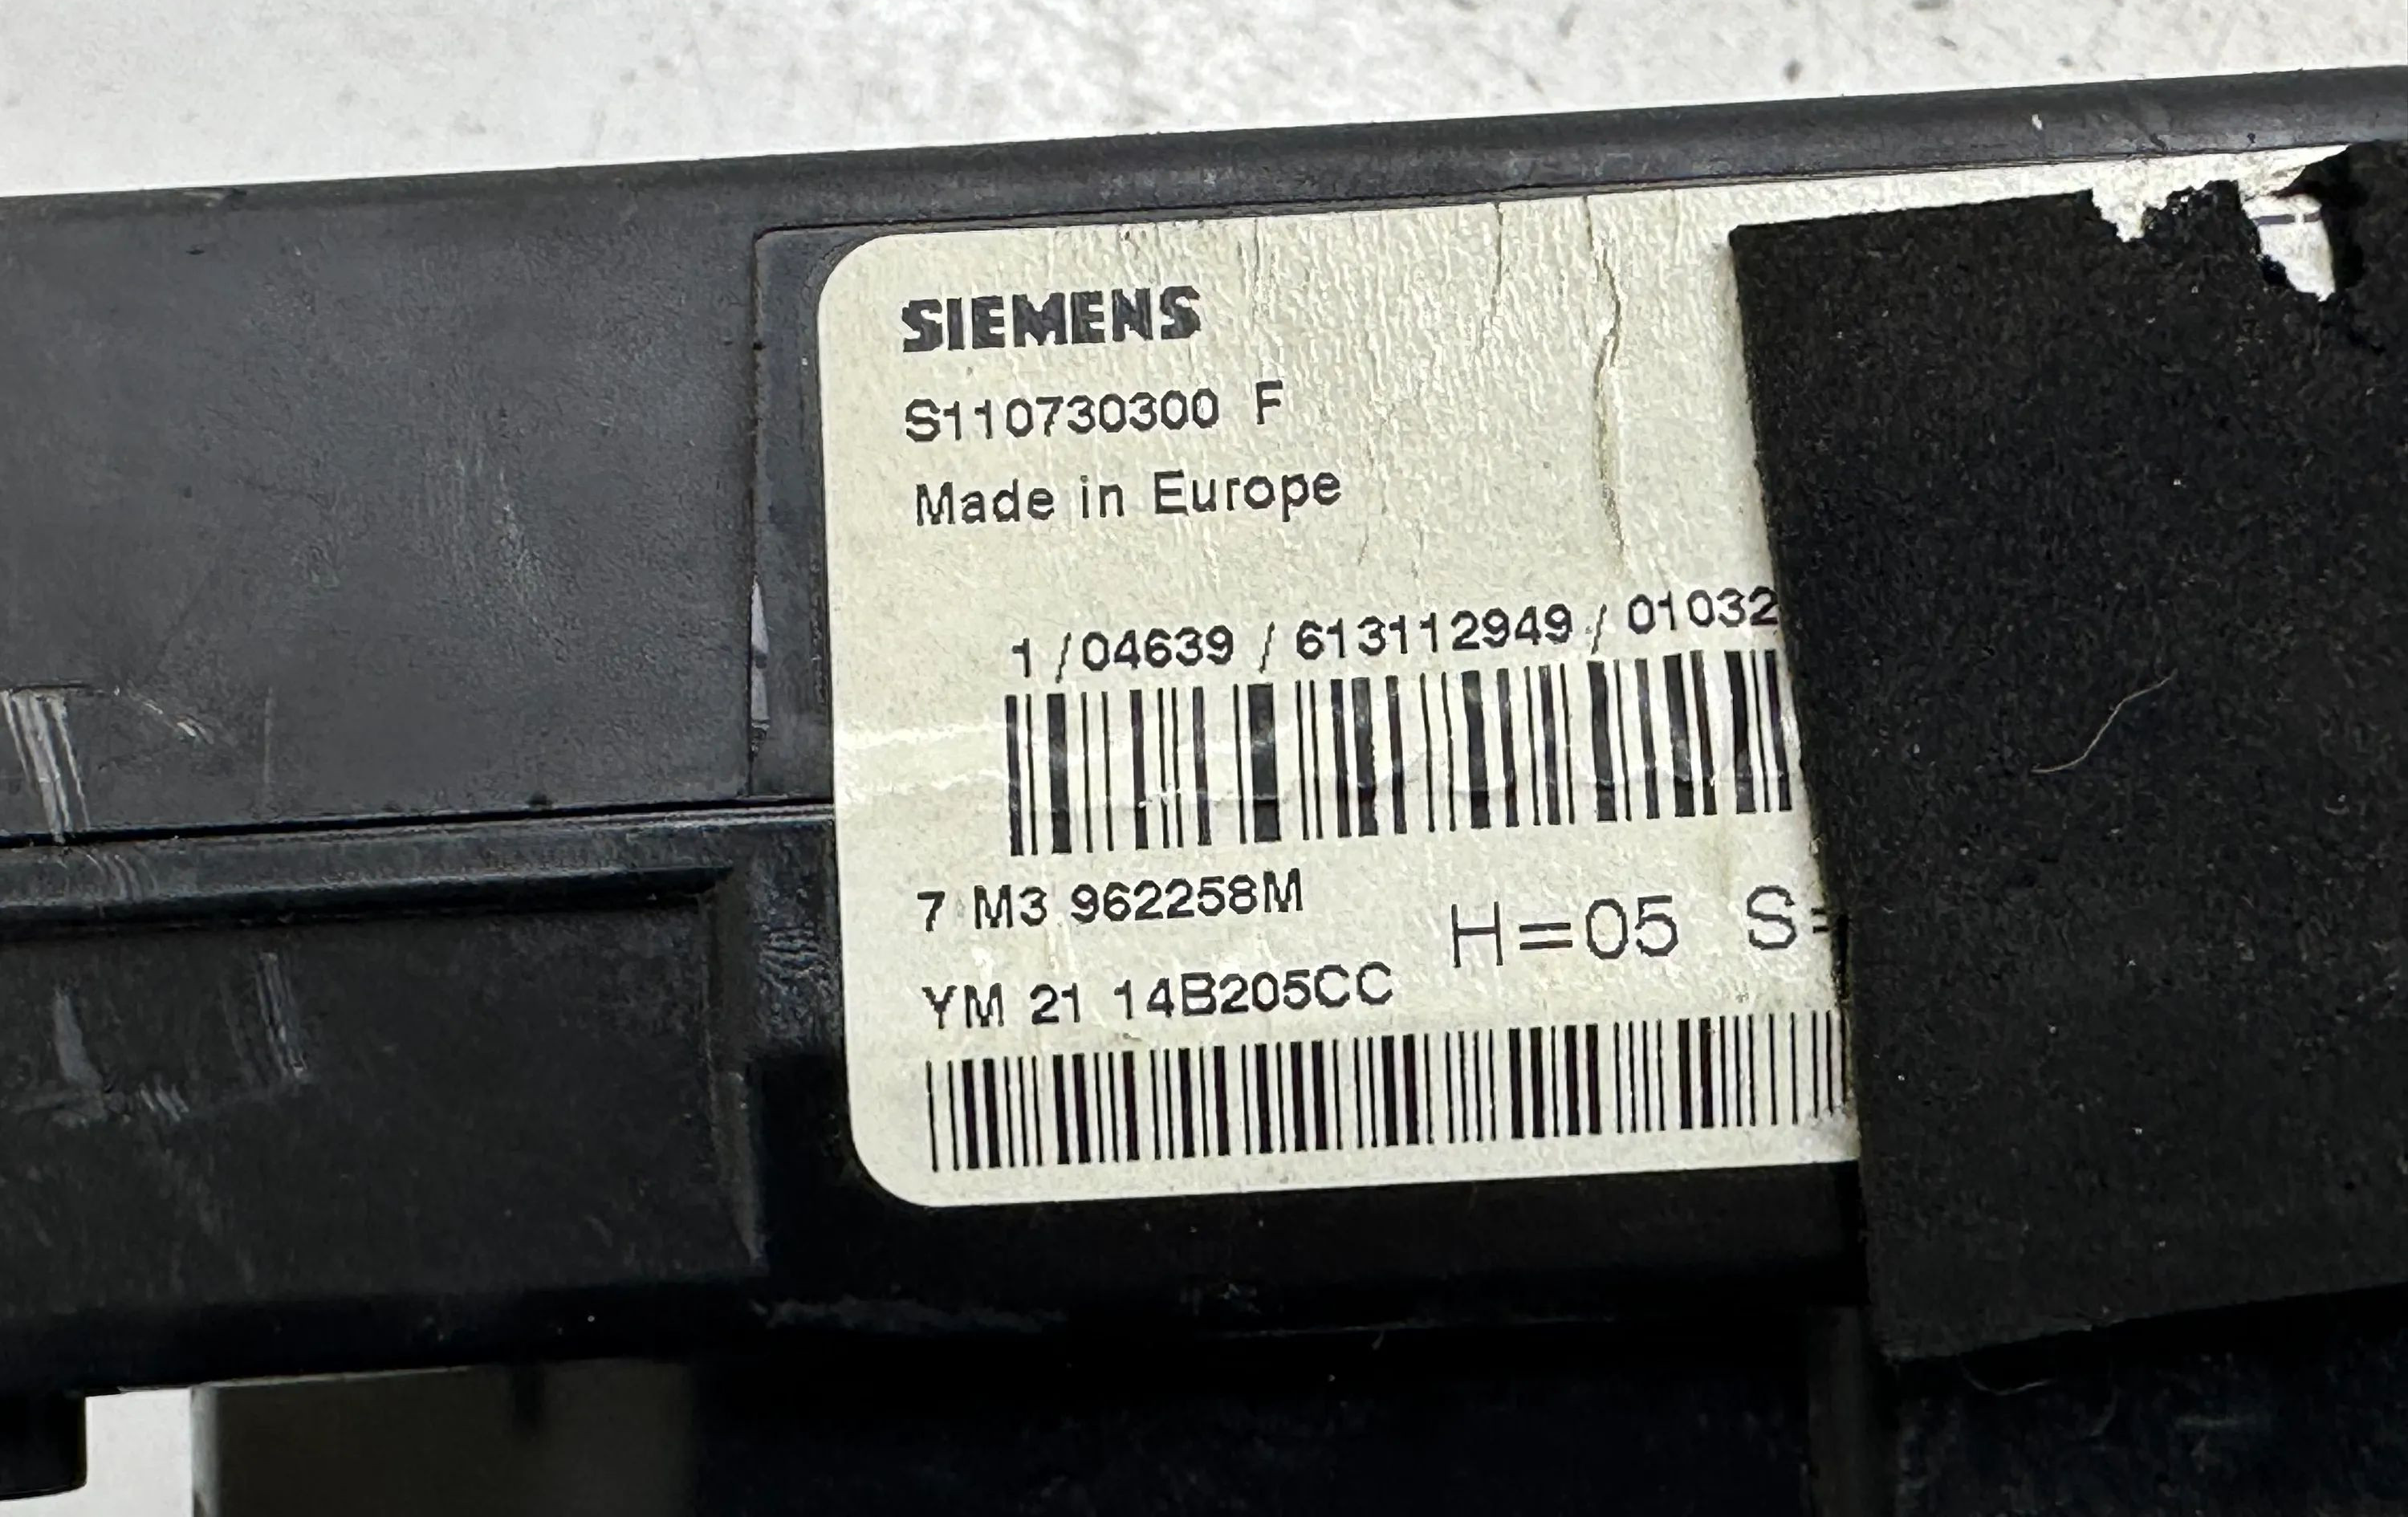 SIEMENS
S110730300 F
Made in Europe
1 / 04639 / 613112949 / 01032
7 M3 962258M
H=05 S=
YM 21 14B205CC